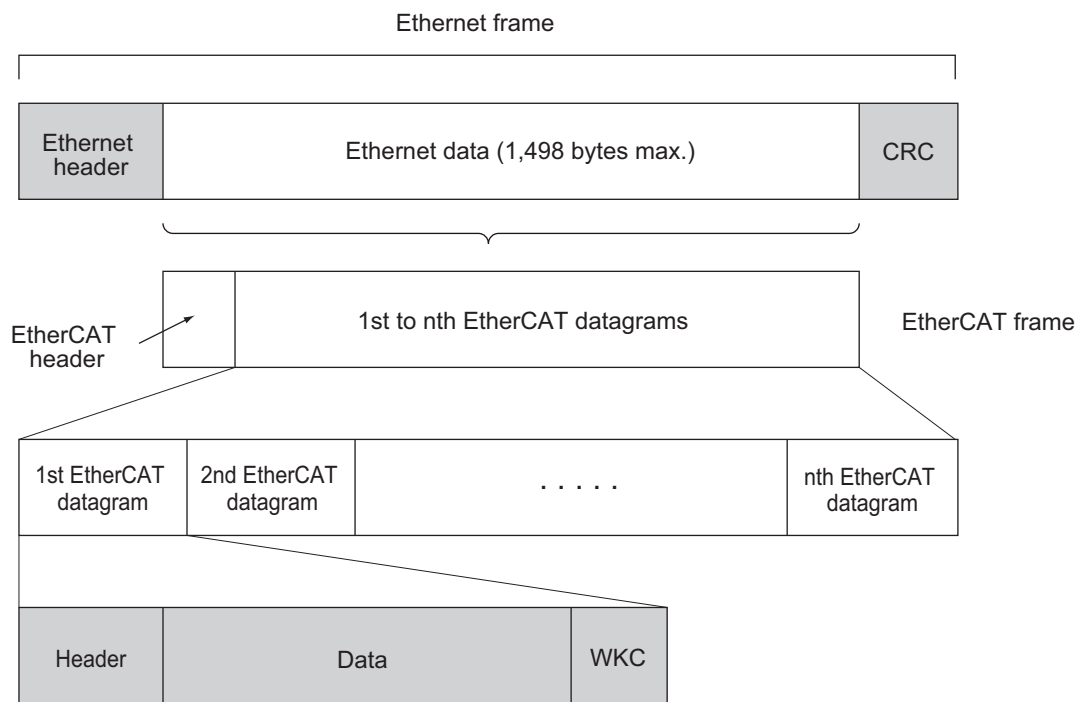 Ethernet frame
Ethernet
header
Ethernet data (1,498 bytes max.)
CRC
EtherCAT
header
1st to nth EtherCAT datagrams
EtherCAT frame
1st EtherCAT
datagram
2nd EtherCAT
datagram
. . . . .
nth EtherCAT
datagram
Header
Data
WKC